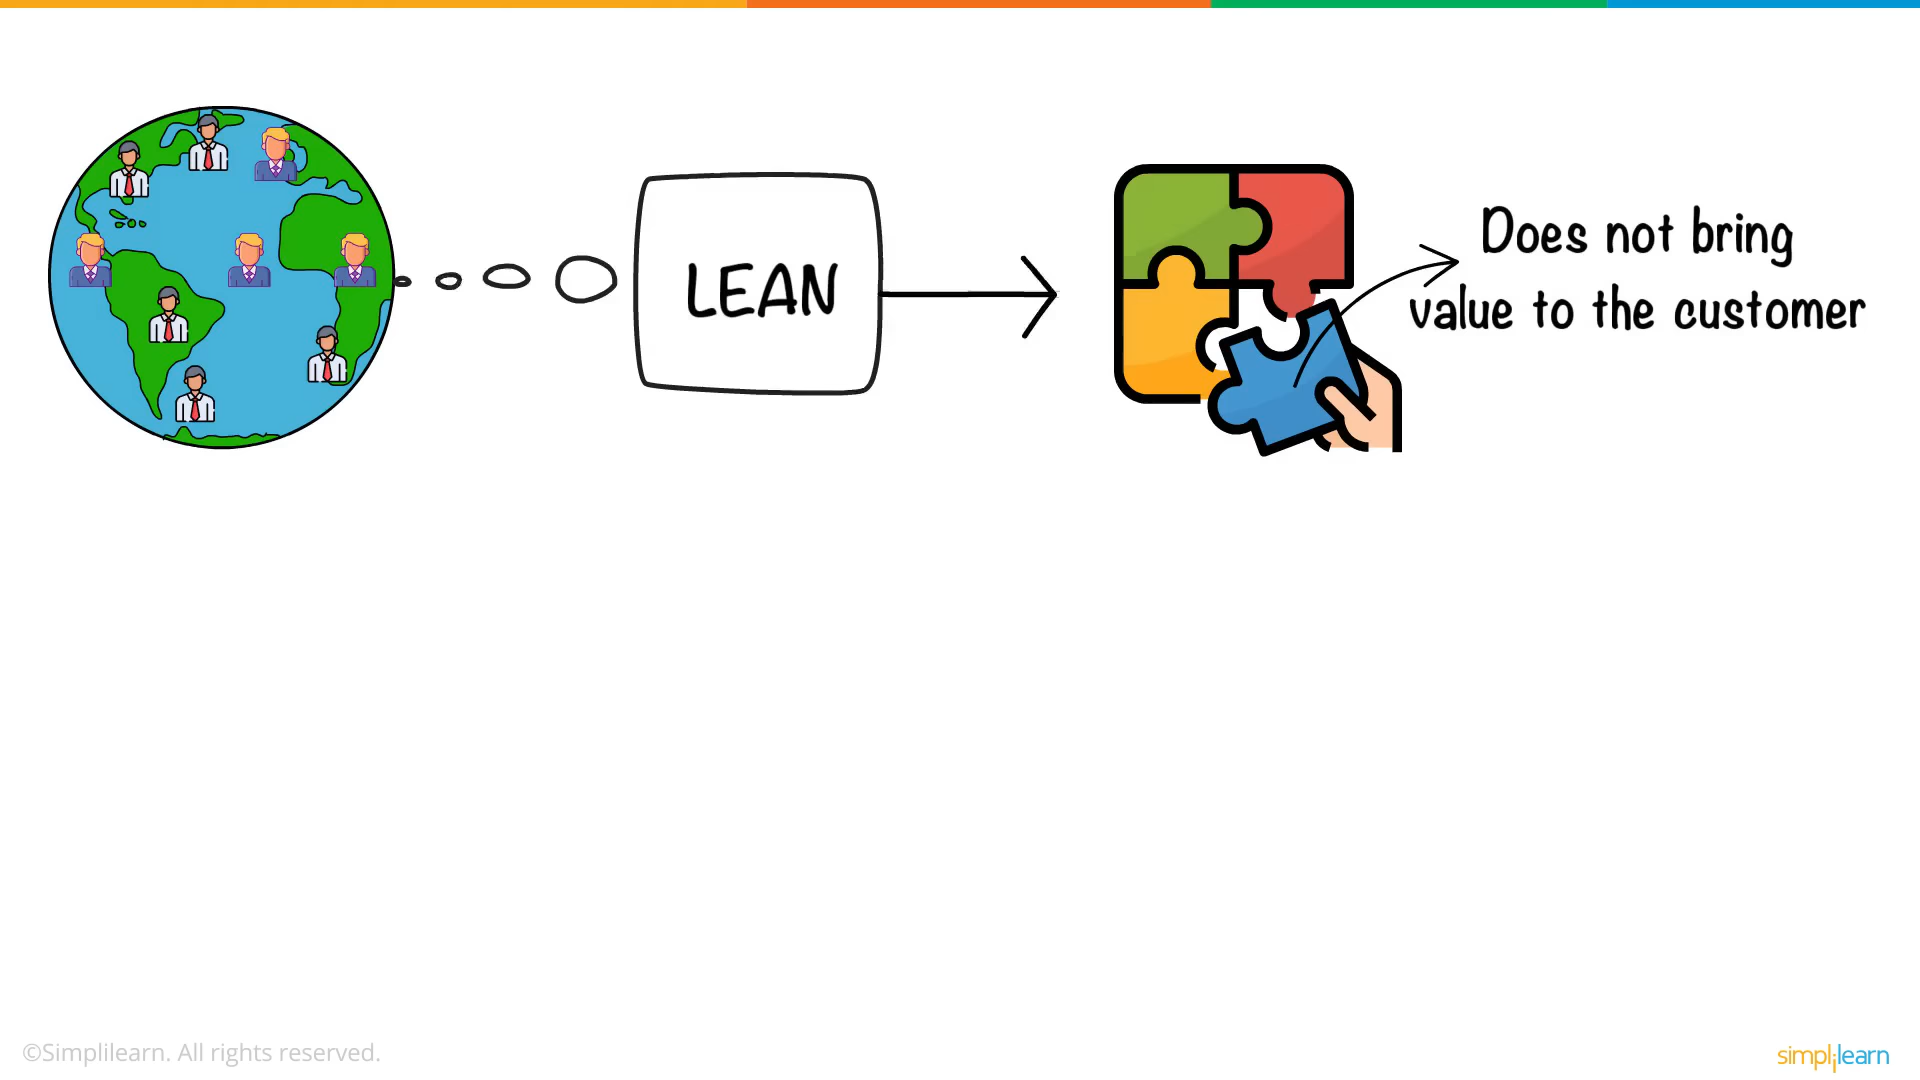 LEAN
Does not bring
value to the customer
©Simplilearn. All rights reserved.
simplilearn